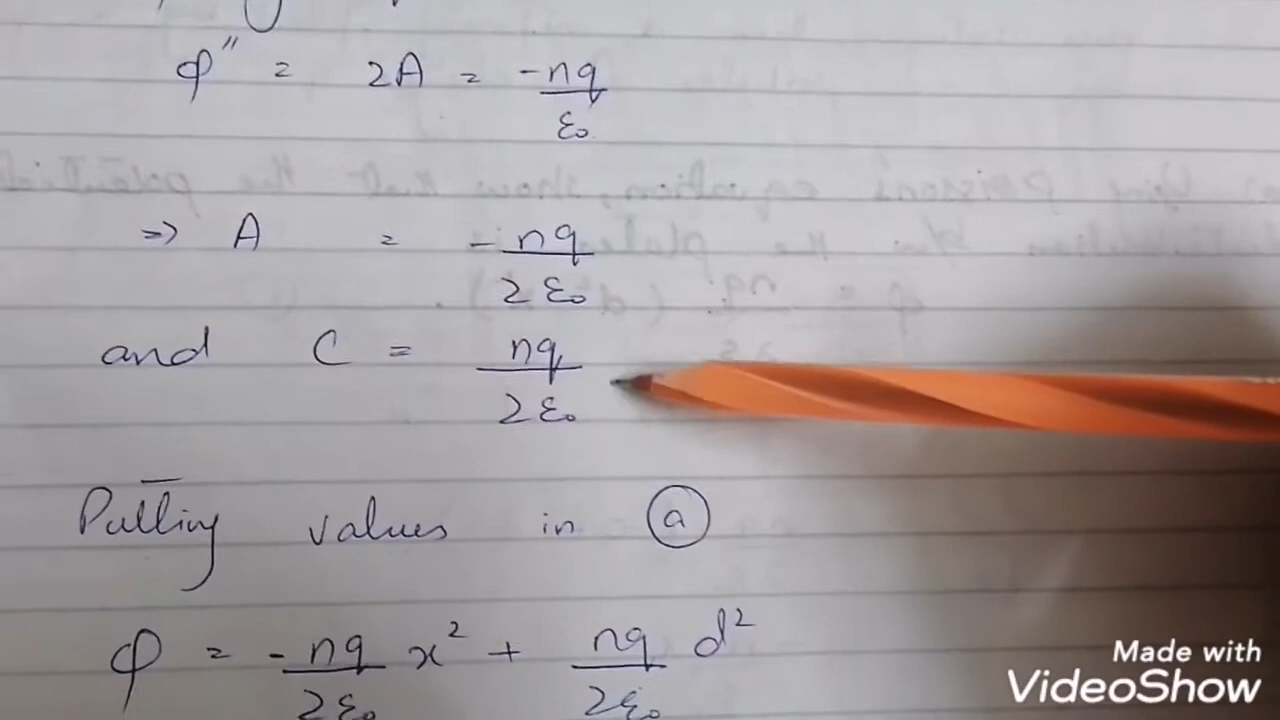 φ'' = 2A = -nq/ε₀
⇒ A = -nq/2ε₀
and C = nq/2ε₀
Putting values in ⓐ
φ = -nq/2ε₀ x² + nq/2ε₀ d²
Made with
VideoShow